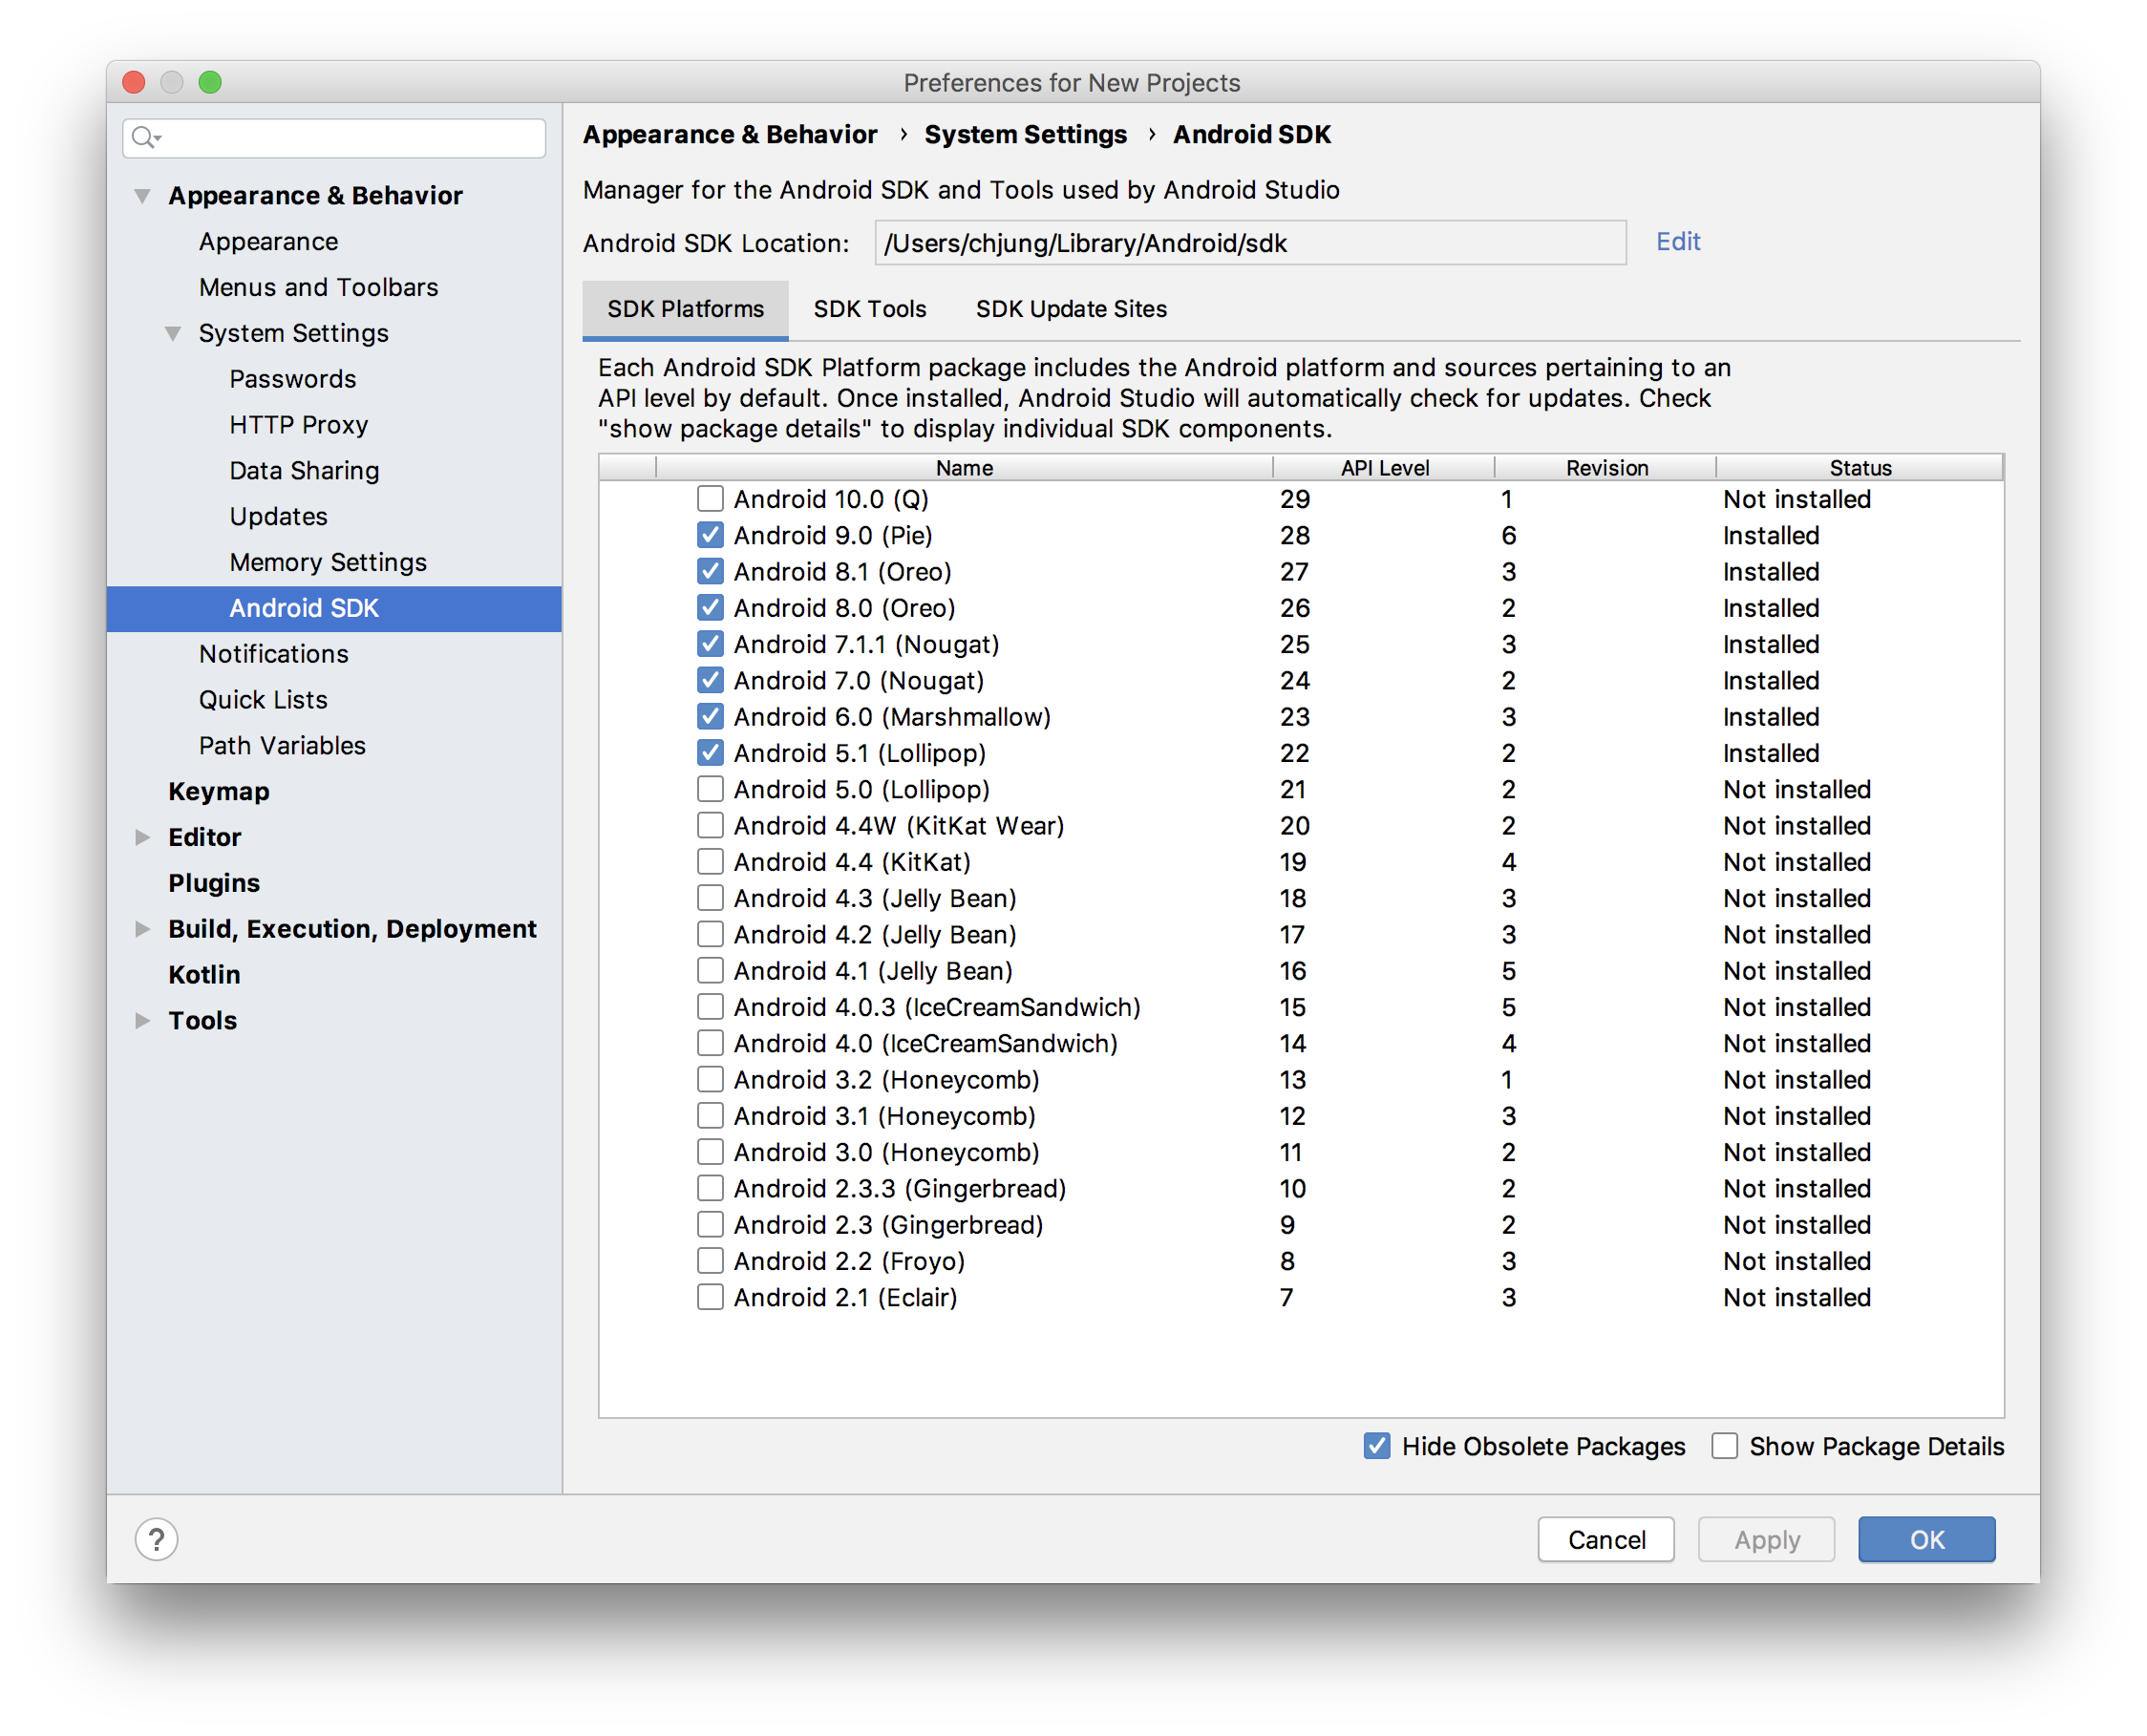 Preferences for New Projects
Appearance & Behavior
Appearance
Menus and Toolbars
System Settings
Passwords
HTTP Proxy
Data Sharing
Updates
Memory Settings
Android SDK
Notifications
Quick Lists
Path Variables
Keymap
Editor
Plugins
Build, Execution, Deployment
Kotlin
Tools
Appearance & Behavior › System Settings › Android SDK
Manager for the Android SDK and Tools used by Android Studio
Android SDK Location: /Users/chjung/Library/Android/sdk Edit
SDK Platforms SDK Tools SDK Update Sites
Each Android SDK Platform package includes the Android platform and sources pertaining to an
API level by default. Once installed, Android Studio will automatically check for updates. Check
"show package details" to display individual SDK components.
Name API Level Revision Status
Android 10.0 (Q) 29 1 Not installed
Android 9.0 (Pie) 28 6 Installed
Android 8.1 (Oreo) 27 3 Installed
Android 8.0 (Oreo) 26 2 Installed
Android 7.1.1 (Nougat) 25 3 Installed
Android 7.0 (Nougat) 24 2 Installed
Android 6.0 (Marshmallow) 23 3 Installed
Android 5.1 (Lollipop) 22 2 Installed
Android 5.0 (Lollipop) 21 2 Not installed
Android 4.4W (KitKat Wear) 20 2 Not installed
Android 4.4 (KitKat) 19 4 Not installed
Android 4.3 (Jelly Bean) 18 3 Not installed
Android 4.2 (Jelly Bean) 17 3 Not installed
Android 4.1 (Jelly Bean) 16 5 Not installed
Android 4.0.3 (IceCreamSandwich) 15 5 Not installed
Android 4.0 (IceCreamSandwich) 14 4 Not installed
Android 3.2 (Honeycomb) 13 1 Not installed
Android 3.1 (Honeycomb) 12 3 Not installed
Android 3.0 (Honeycomb) 11 2 Not installed
Android 2.3.3 (Gingerbread) 10 2 Not installed
Android 2.3 (Gingerbread) 9 2 Not installed
Android 2.2 (Froyo) 8 3 Not installed
Android 2.1 (Eclair) 7 3 Not installed
Hide Obsolete Packages Show Package Details
? Cancel Apply OK